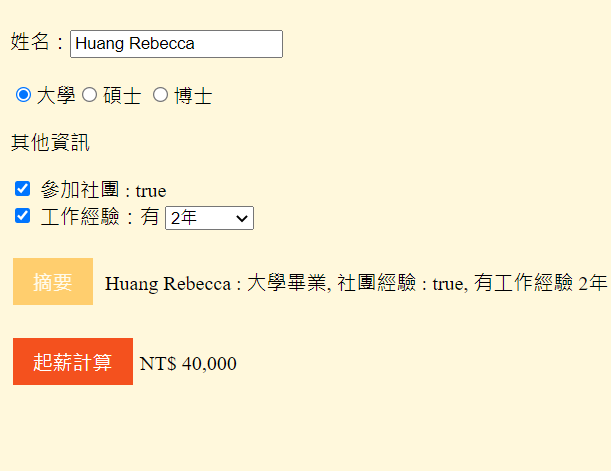 姓名：Huang Rebecca
大學 碩士 博士
其他資訊
參加社團 : true
工作經驗：有 2年
摘要 Huang Rebecca : 大學畢業, 社團經驗 : true, 有工作經驗 2年
起薪計算 NT$ 40,000